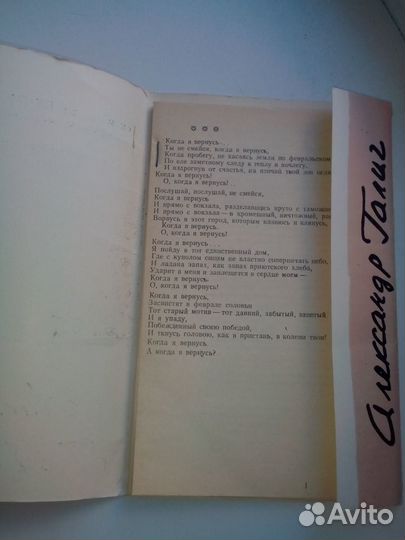 Когда я вернусь . .
Ты не смейся, когда я вернусь,
Когда пробегу, не касаясь земли по февральском
По еле заметному следу к теплу и ночлегу.
И вздрогнув от счастья, на птичий твой зов огля
Когда я вернусь!
О, когда я вернусь! . .
Послушай, послушай, не смейся,
Когда я вернусь
И прямо с вокзала, разделавшись круто с таможне
И прямо с вокзала — в кромешный, ничтожный, ра
Ворвусь в этот город, которым казнюсь и клянусь,
Когда я вернусь!
О, когда я вернусь!
Когда я вернусь . . .
Я пойду в тот единственный дом,
Где с куполом синим не властно соперничать небо,
И ладана запах, как запах приютского хлеба,
Ударит в меня и заплещется в сердце моем —
Когда я вернусь!
О, когда я вернусь!
Когда я вернусь,
Засвистят в феврале соловьи
Тот старый мотив — тот давний, забытый, запетый
И я упаду,
Побежденный своею победой,
И ткнусь головою, как в пристань, в колени твои!
Когда я вернусь.
А когда я вернусь?
1
Александр Галич
Avito